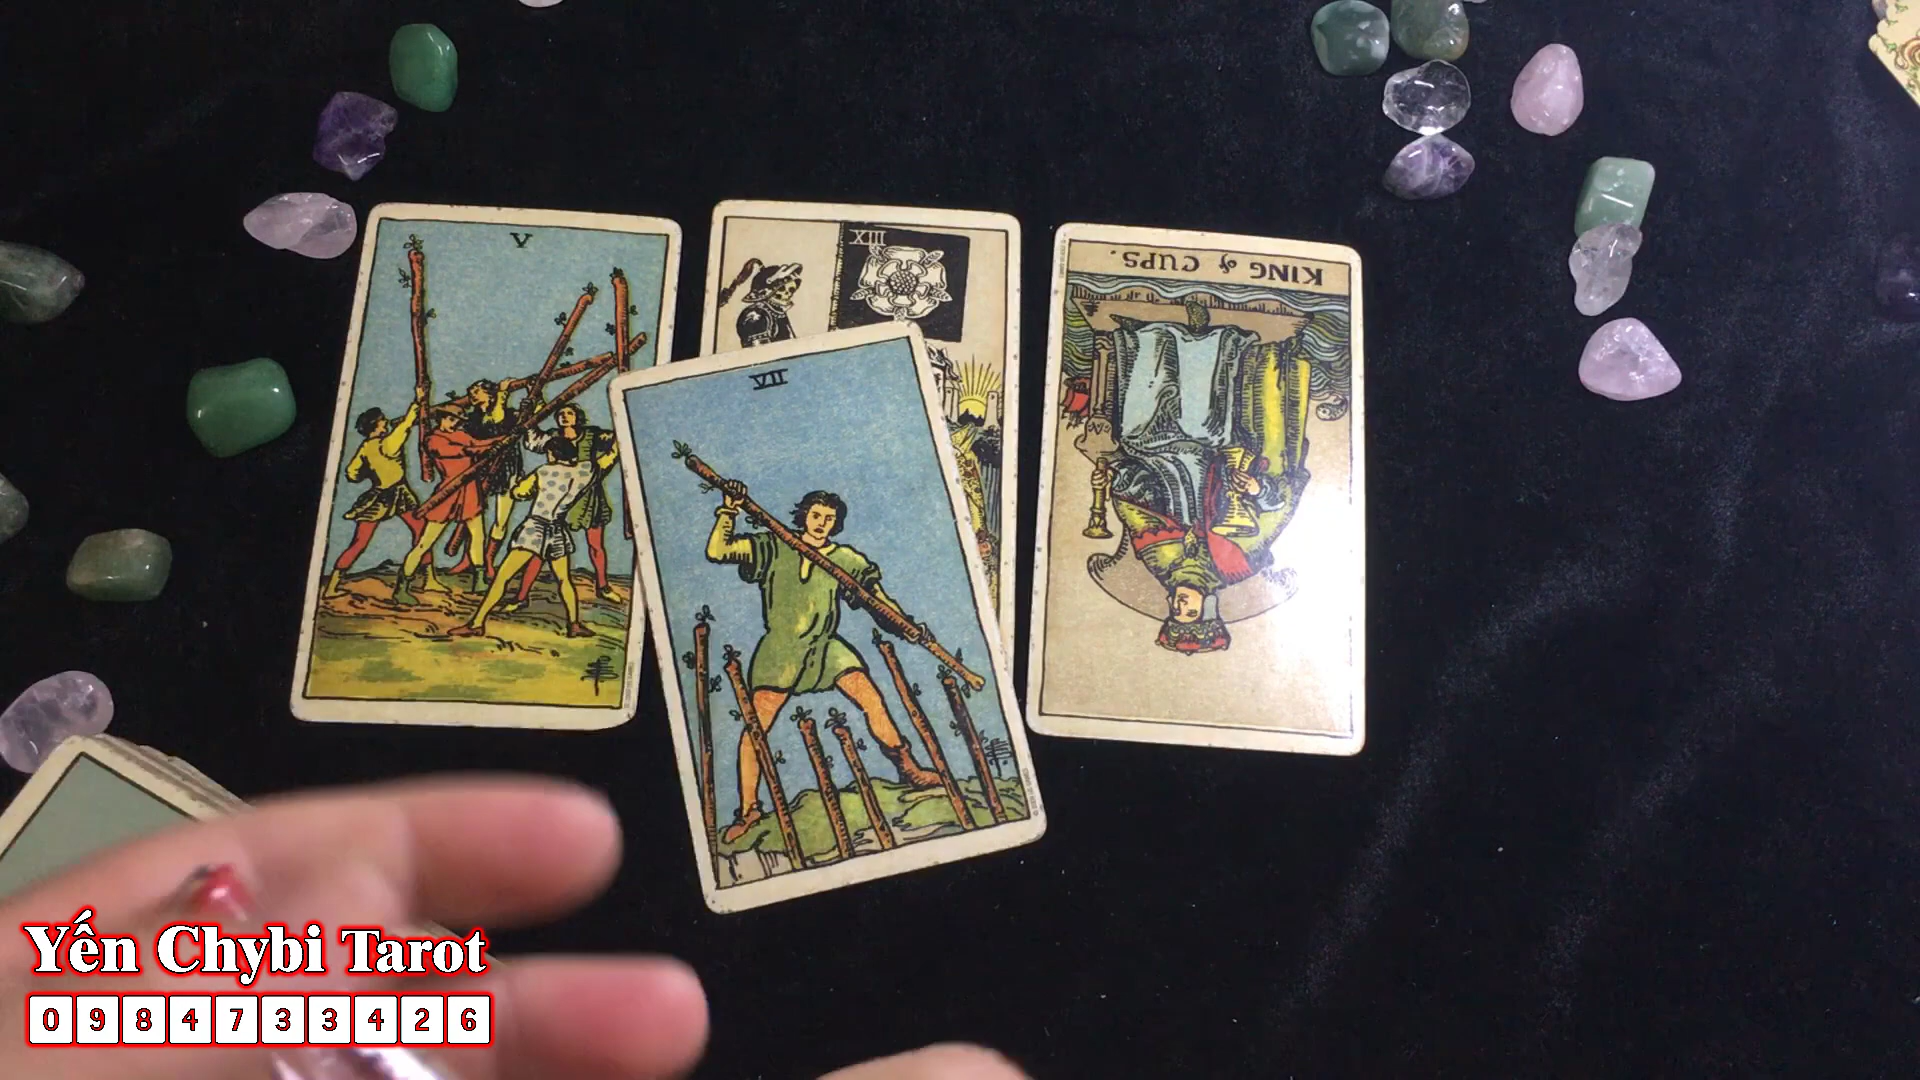 V
XIII
KING of CUPS.
VII
Yến Chybi Tarot
0984733426